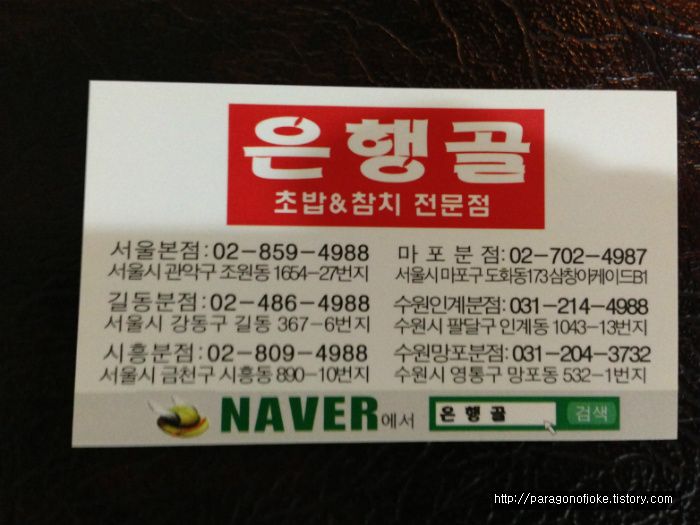 은행골
초밥&참치 전문점
서울본점:02-859-4988
서울시 관악구 조원동 1654-27번지
길동분점:02-486-4988
서울시 강동구 길동 367-6번지
시흥분점:02-809-4988
서울시 금천구 시흥동 890-10번지
마포분점:02-702-4987
서울시 마포구 도화동173 삼창아케이드B1
수원인계분점:031-214-4988
수원시 팔달구 인계동 1043-13번지
수원망포분점:031-204-3732
수원시 영통구 망포동 532-1번지
NAVER에서 은행골 검색
http://paragonofjoke.tistory.com